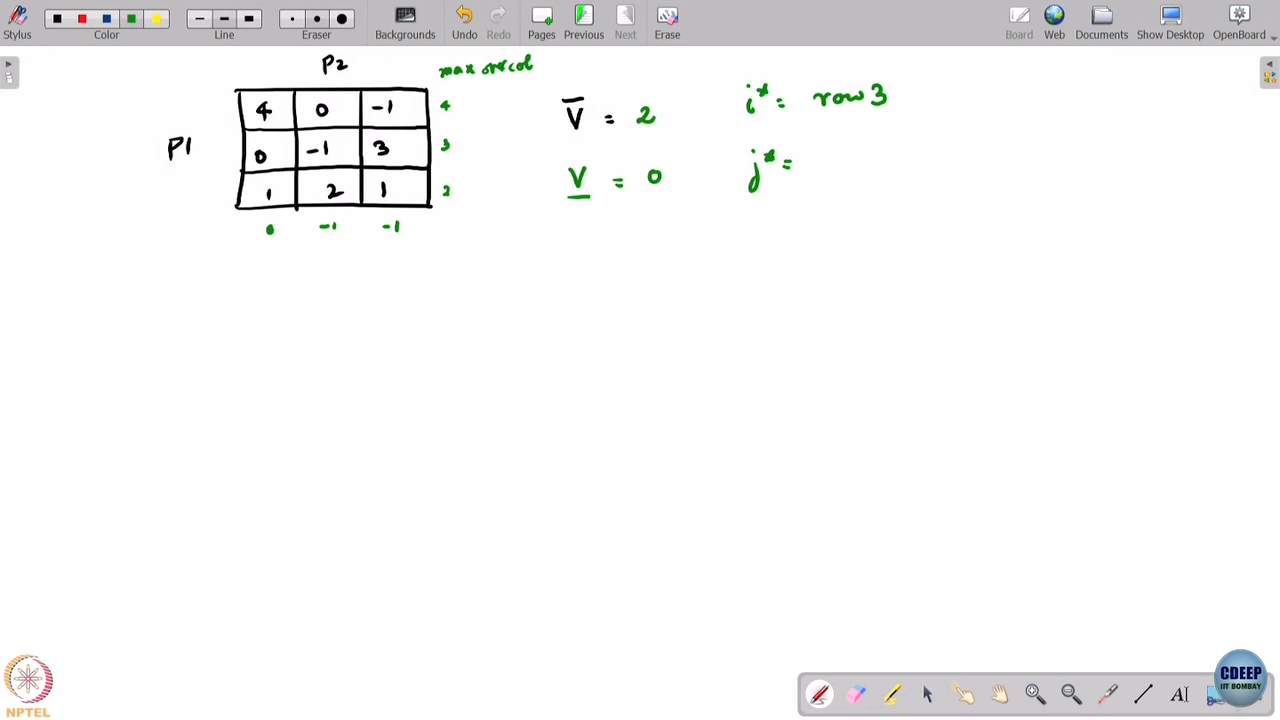 Stylus Color Line Eraser Backgrounds Undo Redo Pages Previous Next Erase Board Web Documents Show Desktop OpenBoard
P2 max over col
4 0 -1 4
V̅ = 2
i* = row 3
P1 0 -1 3 3
1 2 1 2
V̲ = 0
j* =
0 -1 -1
CDEEP
IIT BOMBAY
NPTEL